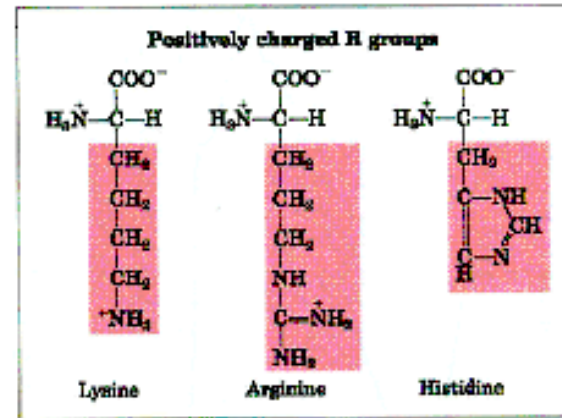 Positively charged R groups
COO⁻ COO⁻ COO⁻
H₃N⁺—C—H H₃N⁺—C—H H₃N⁺—C—H
CH₂ CH₂ CH₂
CH₂ CH₂ C—NH
CH
CH₂ CH₂ C—N
H
CH₂ NH
⁺NH₃ C=NH₂⁺
NH₂
Lysine Arginine Histidine